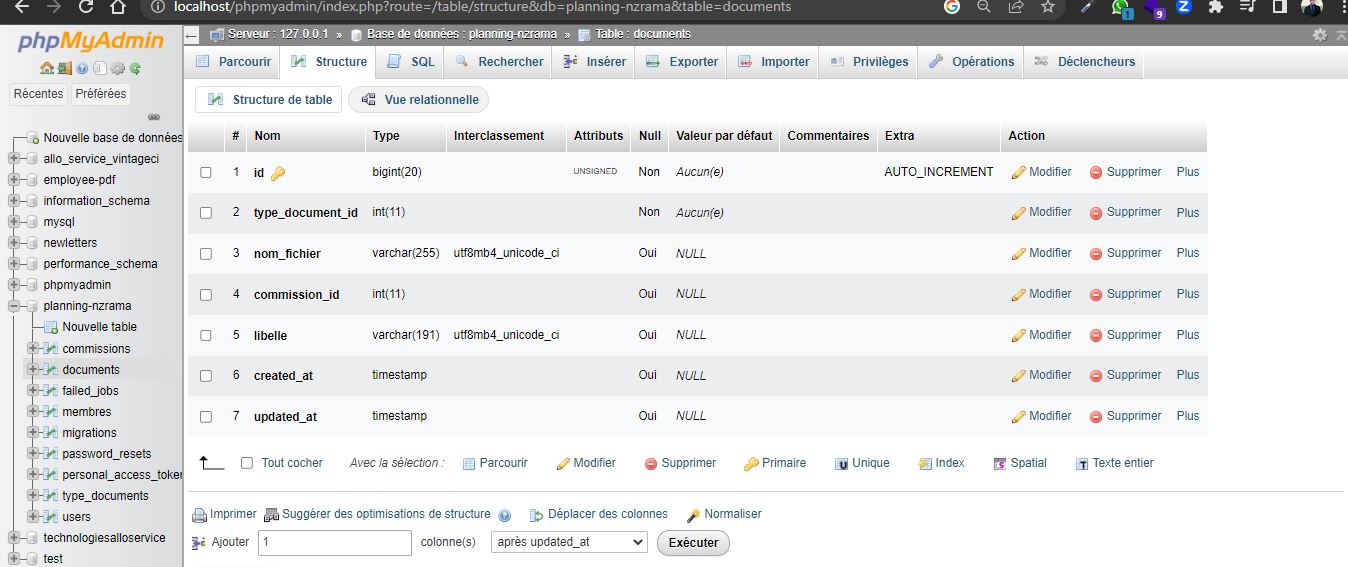 localhost/phpmyadmin/index.php?route=/table/structure&db=planning-nzrama&table=documents
1
9
phpMyAdmin
Récentes Préférées
Nouvelle base de données
allo_service_vintageci
employee-pdf
information_schema
mysql
newletters
performance_schema
phpmyadmin
planning-nzrama
Nouvelle table
commissions
documents
failed_jobs
membres
migrations
password_resets
personal_access_token
type_documents
users
technologiesalloservice
test
Serveur : 127.0.0.1 » Base de données : planning-nzrama » Table : documents
Parcourir Structure SQL Rechercher Insérer Exporter Importer Privilèges Opérations Déclencheurs
Structure de table Vue relationnelle
# Nom Type Interclassement Attributs Null Valeur par défaut Commentaires Extra Action
1 id bigint(20) UNSIGNED Non Aucun(e) AUTO_INCREMENT Modifier Supprimer Plus
2 type_document_id int(11) Non Aucun(e) Modifier Supprimer Plus
3 nom_fichier varchar(255) utf8mb4_unicode_ci Oui NULL Modifier Supprimer Plus
4 commission_id int(11) Oui NULL Modifier Supprimer Plus
5 libelle varchar(191) utf8mb4_unicode_ci Oui NULL Modifier Supprimer Plus
6 created_at timestamp Oui NULL Modifier Supprimer Plus
7 updated_at timestamp Oui NULL Modifier Supprimer Plus
Tout cocher Avec la sélection : Parcourir Modifier Supprimer Primaire Unique Index Spatial Texte entier
Imprimer Suggérer des optimisations de structure Déplacer des colonnes Normaliser
Ajouter 1 colonne(s) après updated_at Exécuter